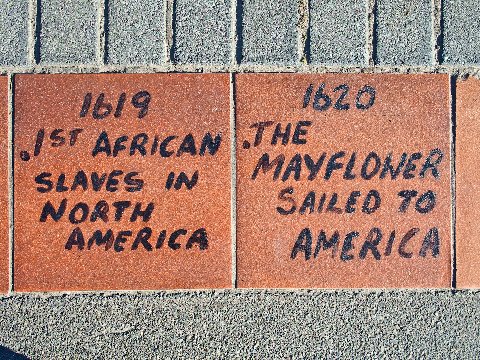 1619
.1ST AFRICAN
SLAVES IN
NORTH
AMERICA
1620
.THE
MAYFLOWER
SAILED TO
AMERICA